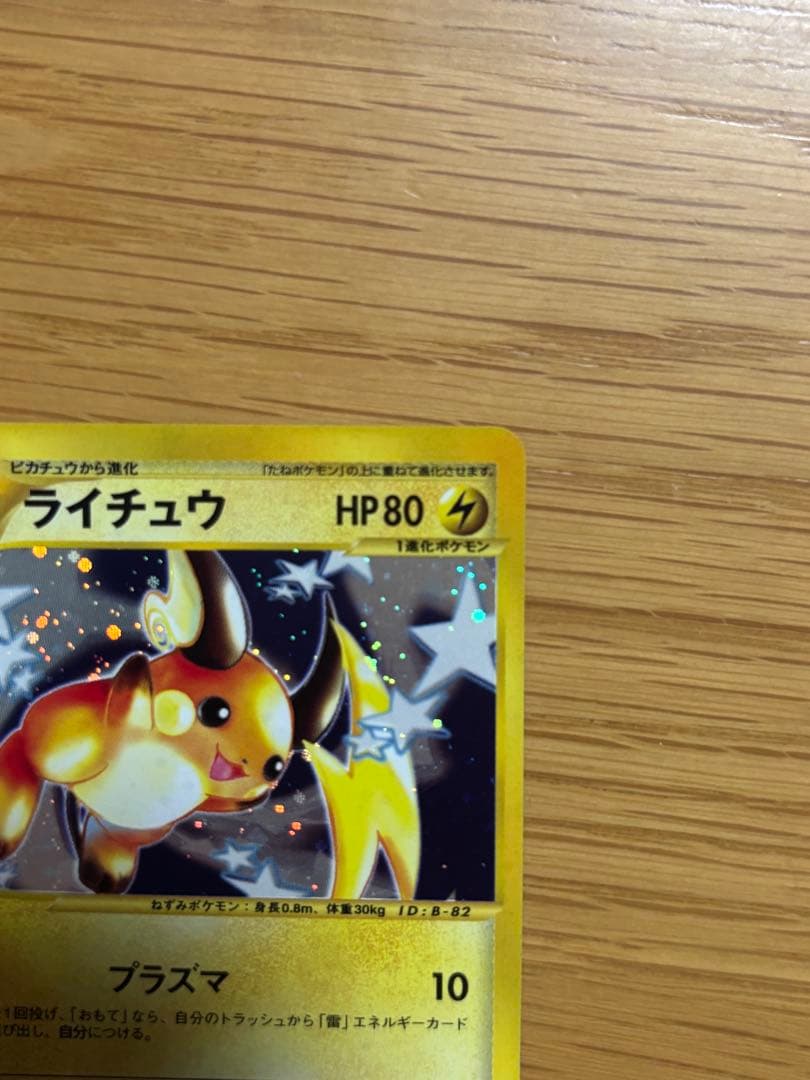 ピカチュウから進化 「たねポケモン」の上に重ねて進化させます。
ライチュウ HP80
1進化ポケモン
ねずみポケモン：身長0.8m、体重30kg ID:B-82
プラズマ 10
1回投げ、「おもて」なら、自分のトラッシュから「雷」エネルギーカード
び出し、自分につける。